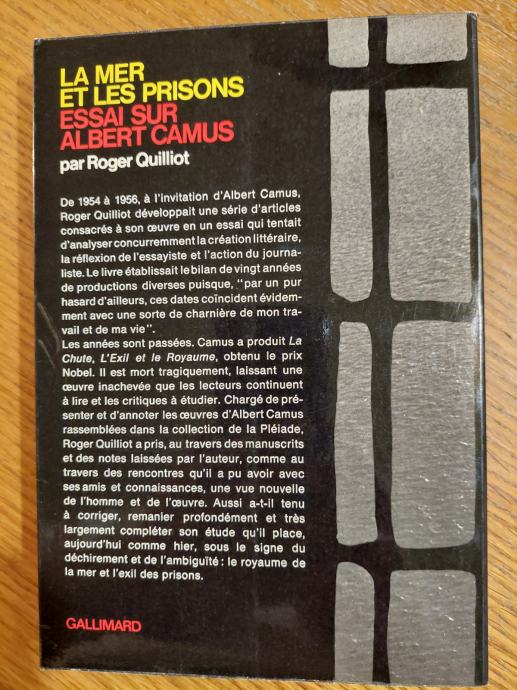 LA MER
ET LES PRISONS
ESSAI SUR
ALBERT CAMUS
par Roger Quilliot
De 1954 à 1956, à l'invitation d'Albert Camus,
Roger Quilliot développait une série d'articles
consacrés à son œuvre en un essai qui tentait
d'analyser concurremment la création littéraire,
la réflexion de l'essayiste et l'action du journa-
liste. Le livre établissait le bilan de vingt années
de productions diverses puisque, "par un pur
hasard d'ailleurs, ces dates coïncident évidem-
ment avec une sorte de charnière de mon tra-
vail et de ma vie".
Les années sont passées. Camus a produit La
Chute, L'Exil et le Royaume, obtenu le prix
Nobel. Il est mort tragiquement, laissant une
œuvre inachevée que les lecteurs continuent
à lire et les critiques à étudier. Chargé de pré-
senter et d'annoter les œuvres d'Albert Camus
rassemblées dans la collection de la Pléiade,
Roger Quilliot a pris, au travers des manuscrits
et des notes laissées par l'auteur, comme au
travers des rencontres qu'il a pu avoir avec
ses amis et connaissances, une vue nouvelle
de l'homme et de l'œuvre. Aussi a-t-il tenu
à corriger, remanier profondément et très
largement compléter son étude qu'il place,
aujourd'hui comme hier, sous le signe du
déchirement et de l'ambiguïté : le royaume de
la mer et l'exil des prisons.
GALLIMARD